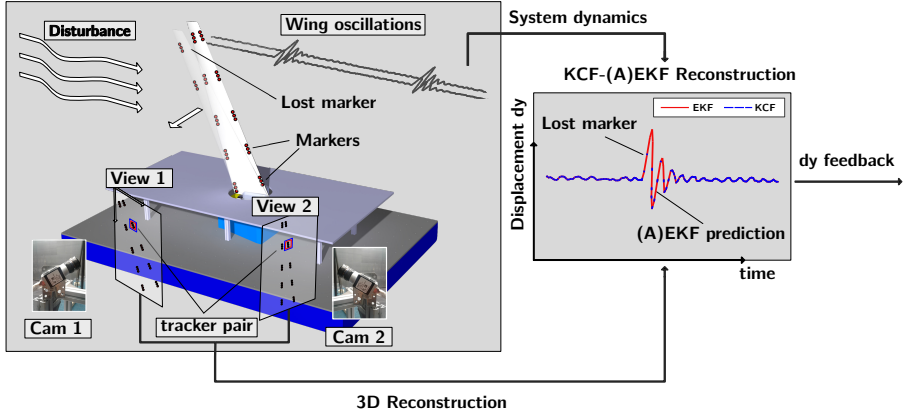 Disturbance
Wing oscillations
System dynamics
KCF-(A)EKF Reconstruction
EKF
KCF
Lost marker
Lost marker
Markers
Displacement dy
dy feedback
View 1
View 2
(A)EKF prediction
time
Cam 1
tracker pair
Cam 2
3D Reconstruction